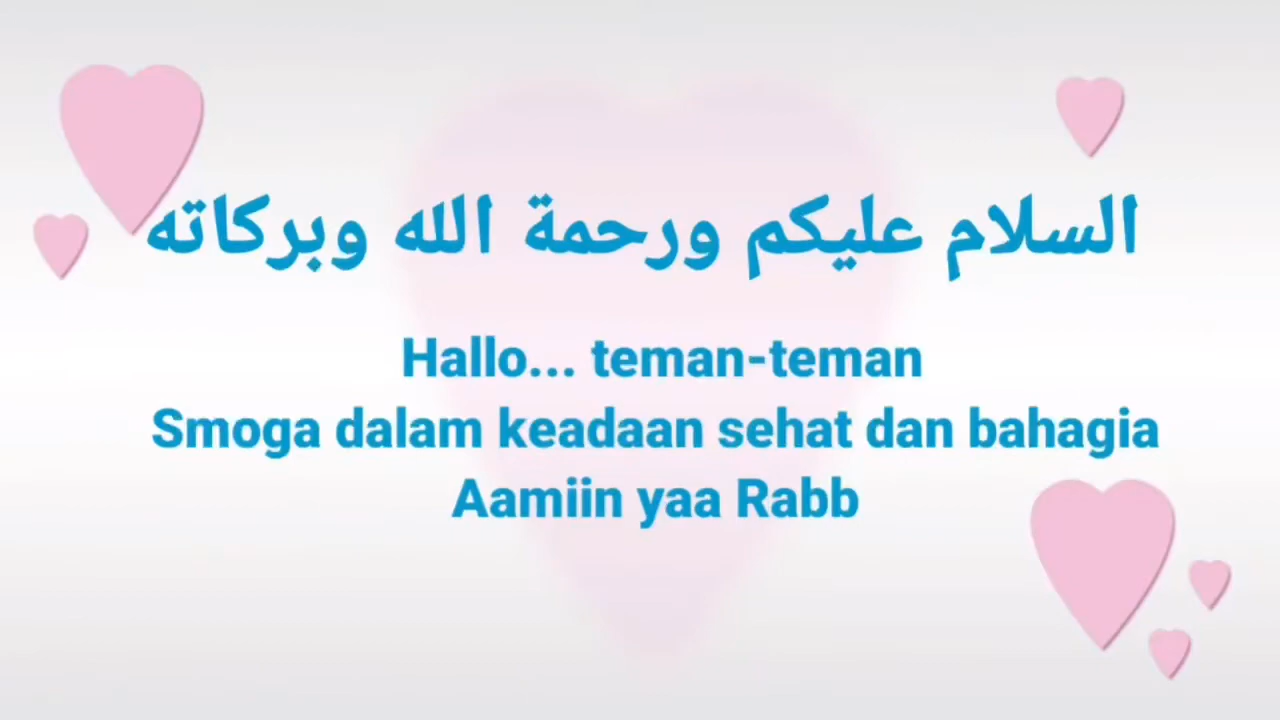 السلام عليكم ورحمة الله وبركاته
Hallo... teman-teman
Smoga dalam keadaan sehat dan bahagia
Aamiin yaa Rabb